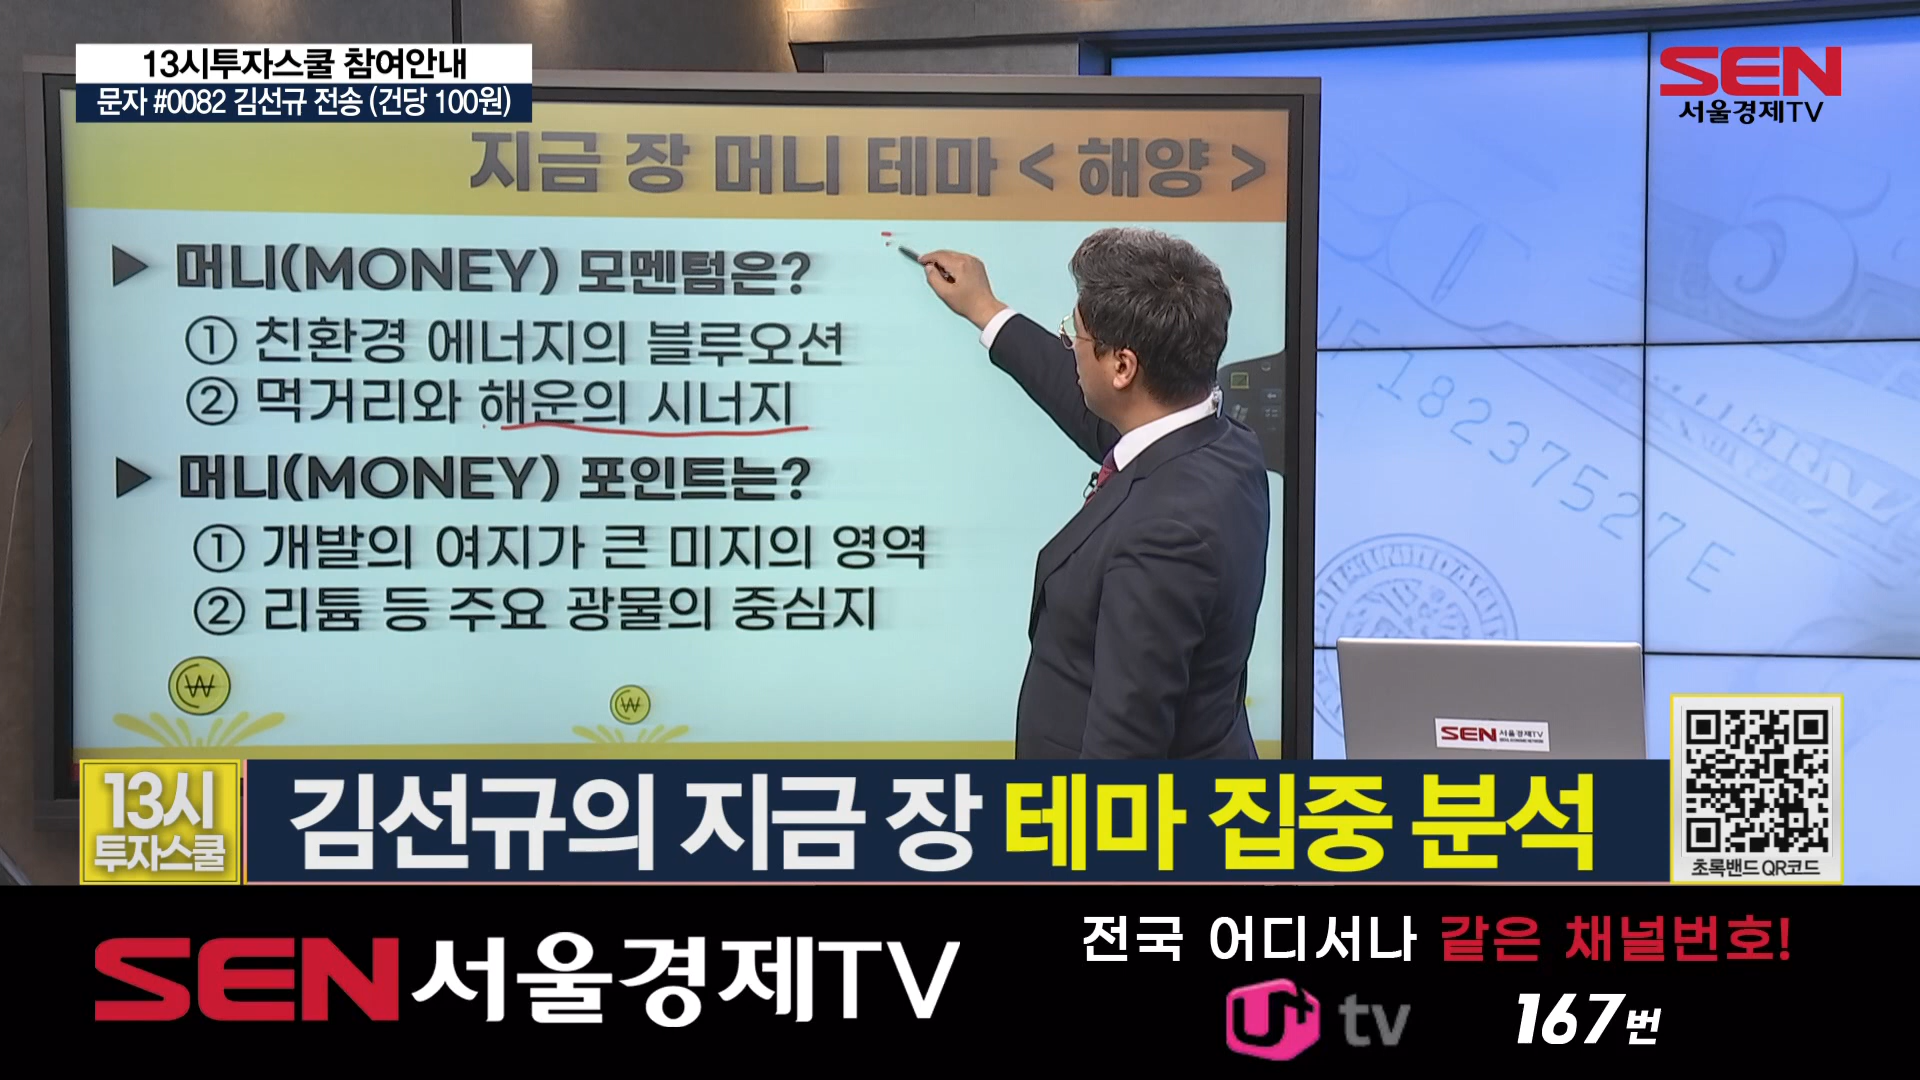 13시투자스쿨 참여안내
문자 #0082 김선규 전송 (건당 100원)
SEN
서울경제TV
지금 장 머니 테마 < 해양 >
▶ 머니(MONEY) 모멘텀은?
① 친환경 에너지의 블루오션
② 먹거리와 해운의 시너지
▶ 머니(MONEY) 포인트는?
① 개발의 여지가 큰 미지의 영역
② 리튬 등 주요 광물의 중심지
F18237527E
SEN 서울경제TV
13시
투자스쿨
김선규의 지금 장 테마 집중 분석
초록밴드 QR코드
SEN 서울경제TV
전국 어디서나 같은 채널번호!
U+ tv 167번